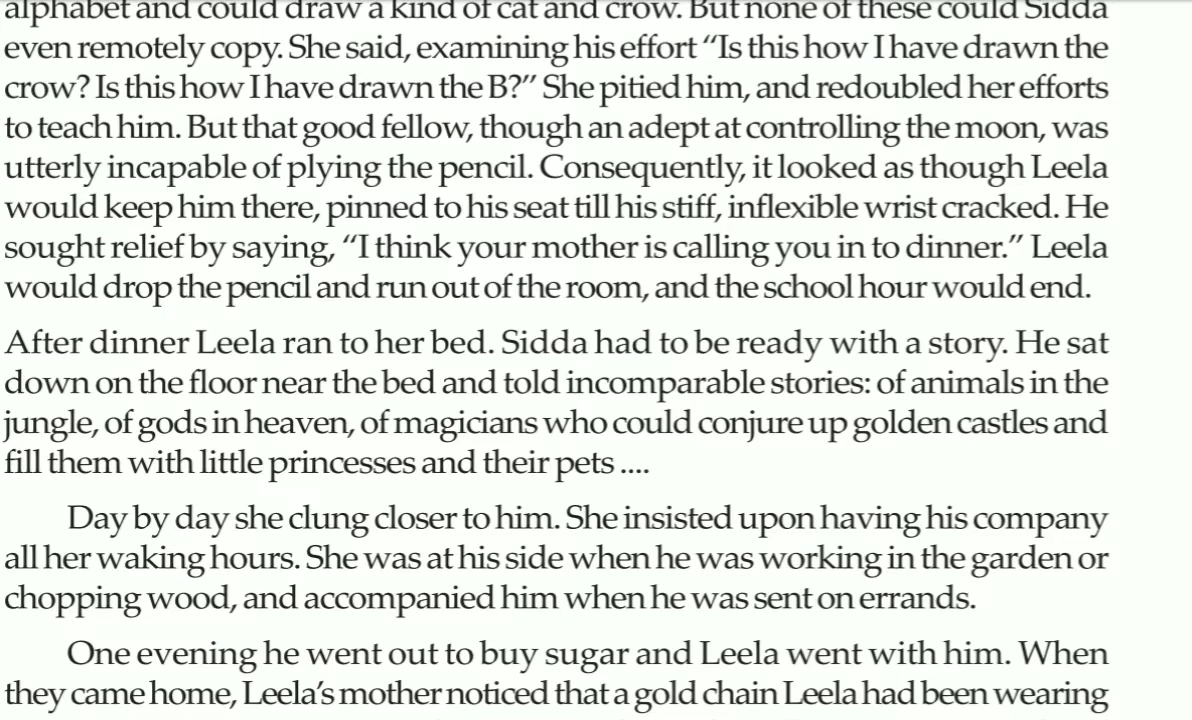 alphabet and could draw a kind of cat and crow. But none of these could Sidda
even remotely copy. She said, examining his effort “Is this how I have drawn the
crow? Is this how I have drawn the B?” She pitied him, and redoubled her efforts
to teach him. But that good fellow, though an adept at controlling the moon, was
utterly incapable of plying the pencil. Consequently, it looked as though Leela
would keep him there, pinned to his seat till his stiff, inflexible wrist cracked. He
sought relief by saying, “I think your mother is calling you in to dinner.” Leela
would drop the pencil and run out of the room, and the school hour would end.
After dinner Leela ran to her bed. Sidda had to be ready with a story. He sat
down on the floor near the bed and told incomparable stories: of animals in the
jungle, of gods in heaven, of magicians who could conjure up golden castles and
fill them with little princesses and their pets ....
Day by day she clung closer to him. She insisted upon having his company
all her waking hours. She was at his side when he was working in the garden or
chopping wood, and accompanied him when he was sent on errands.
One evening he went out to buy sugar and Leela went with him. When
they came home, Leela’s mother noticed that a gold chain Leela had been wearing